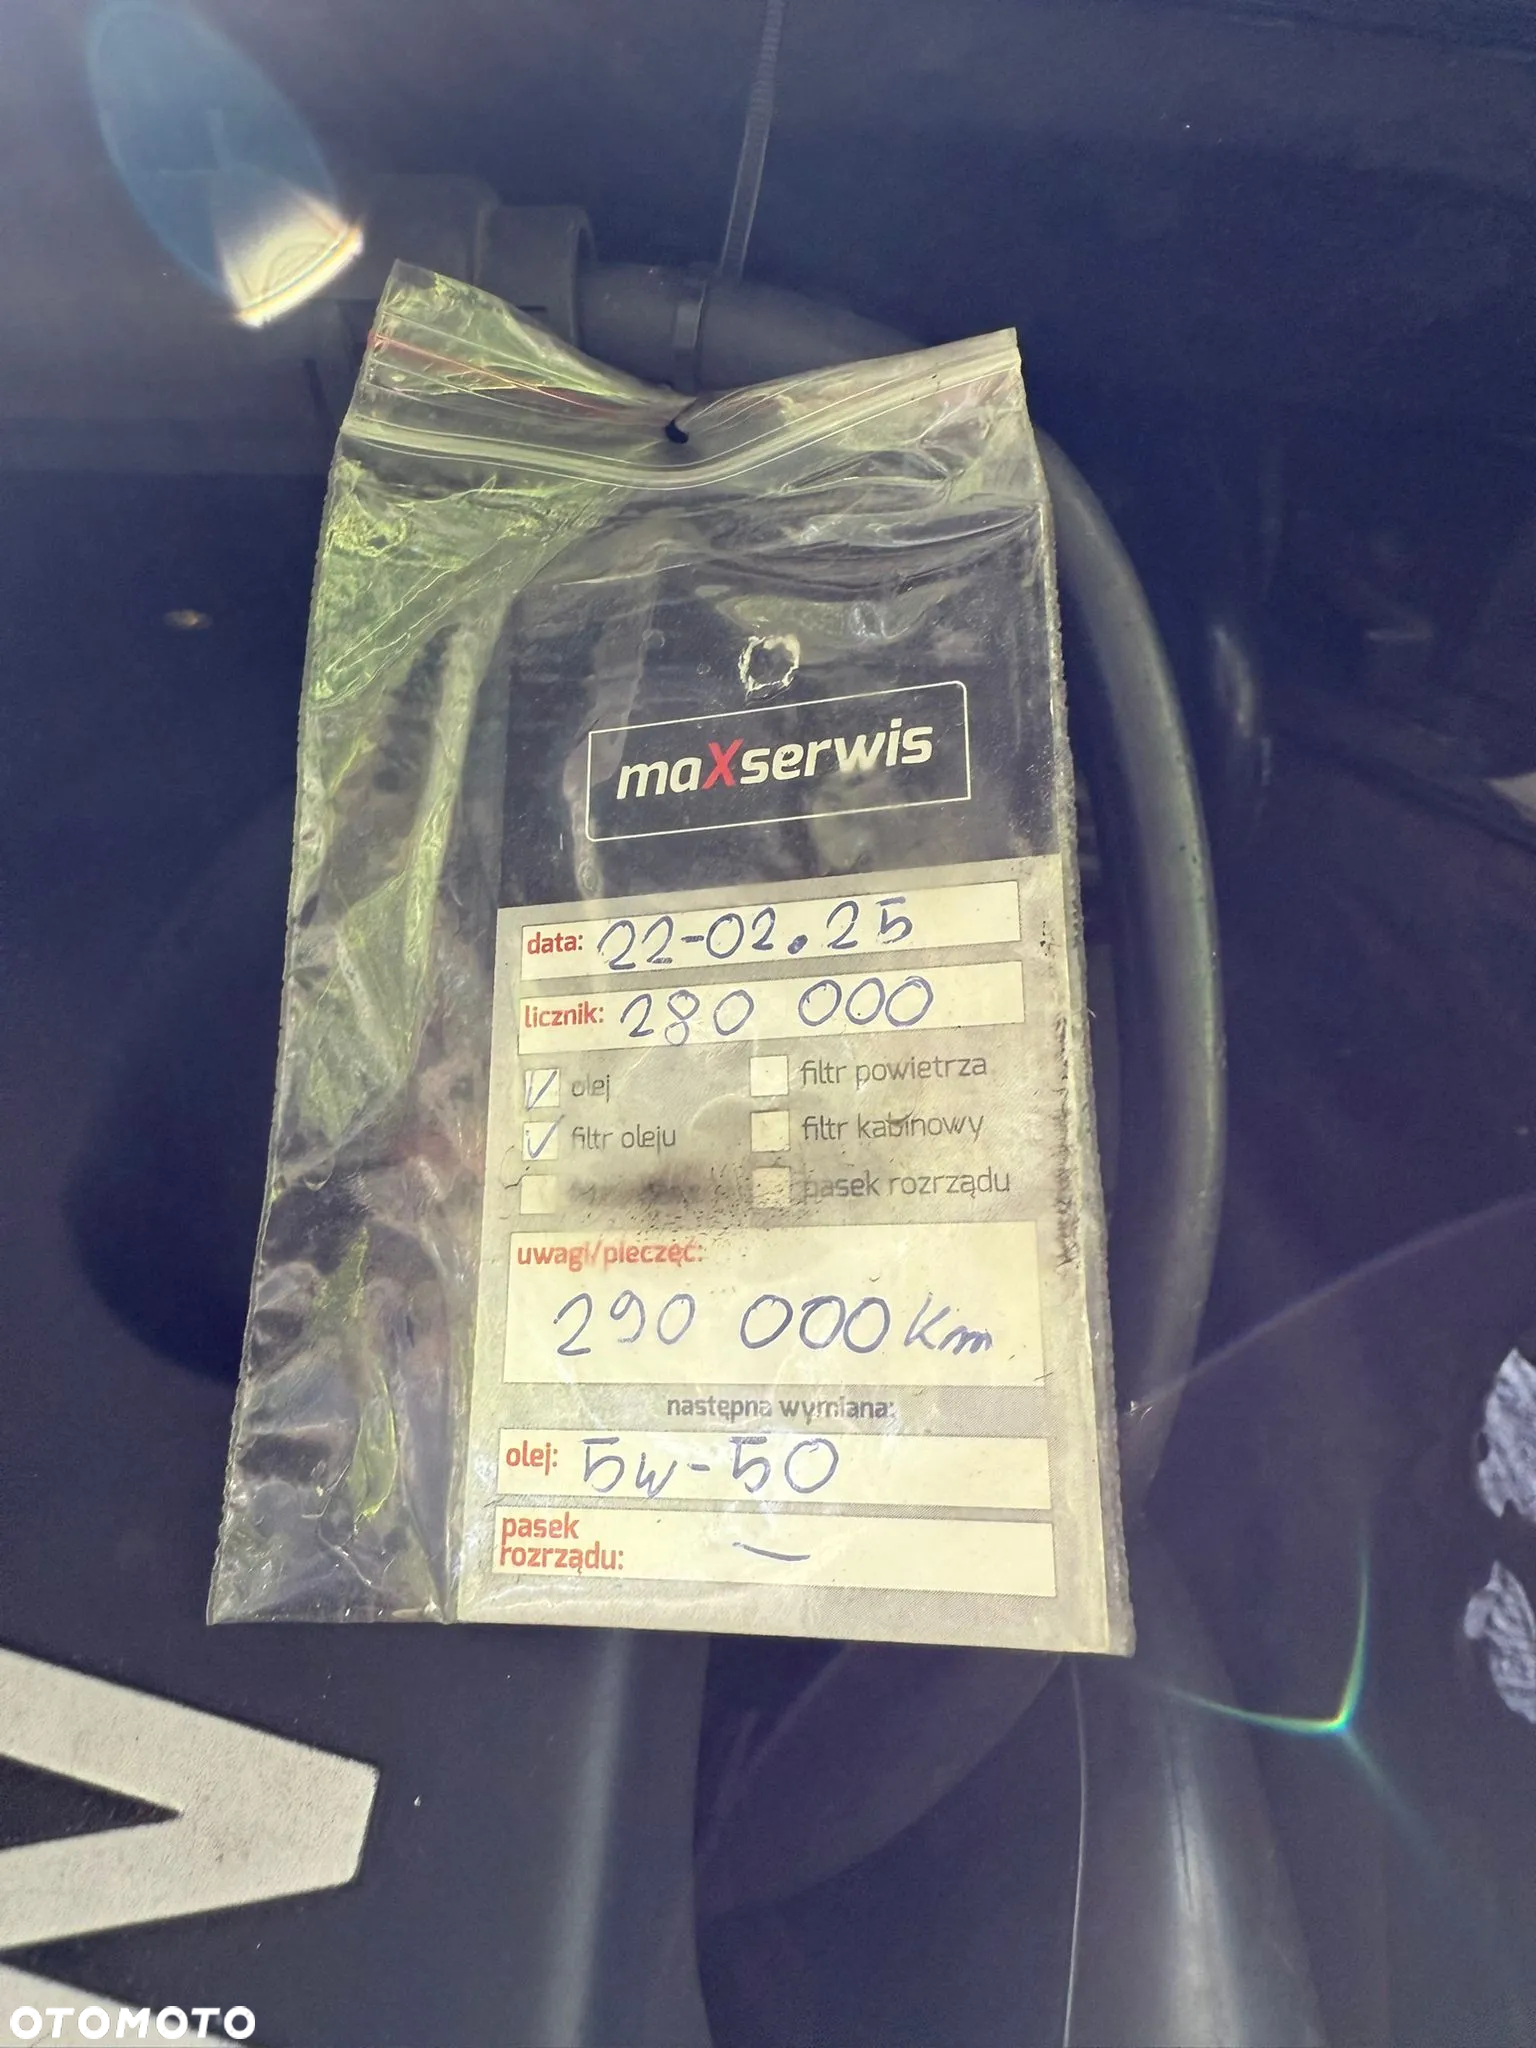 maXserwis
data: 22-02.25
licznik: 280 000
olej
filtr powietrza
filtr oleju
filtr kabinowy
pasek rozrządu
uwagi/pieczęć:
290 000 Km
następna wymiana:
olej: 5w-50
pasek
rozrządu: —
OTOMOTO